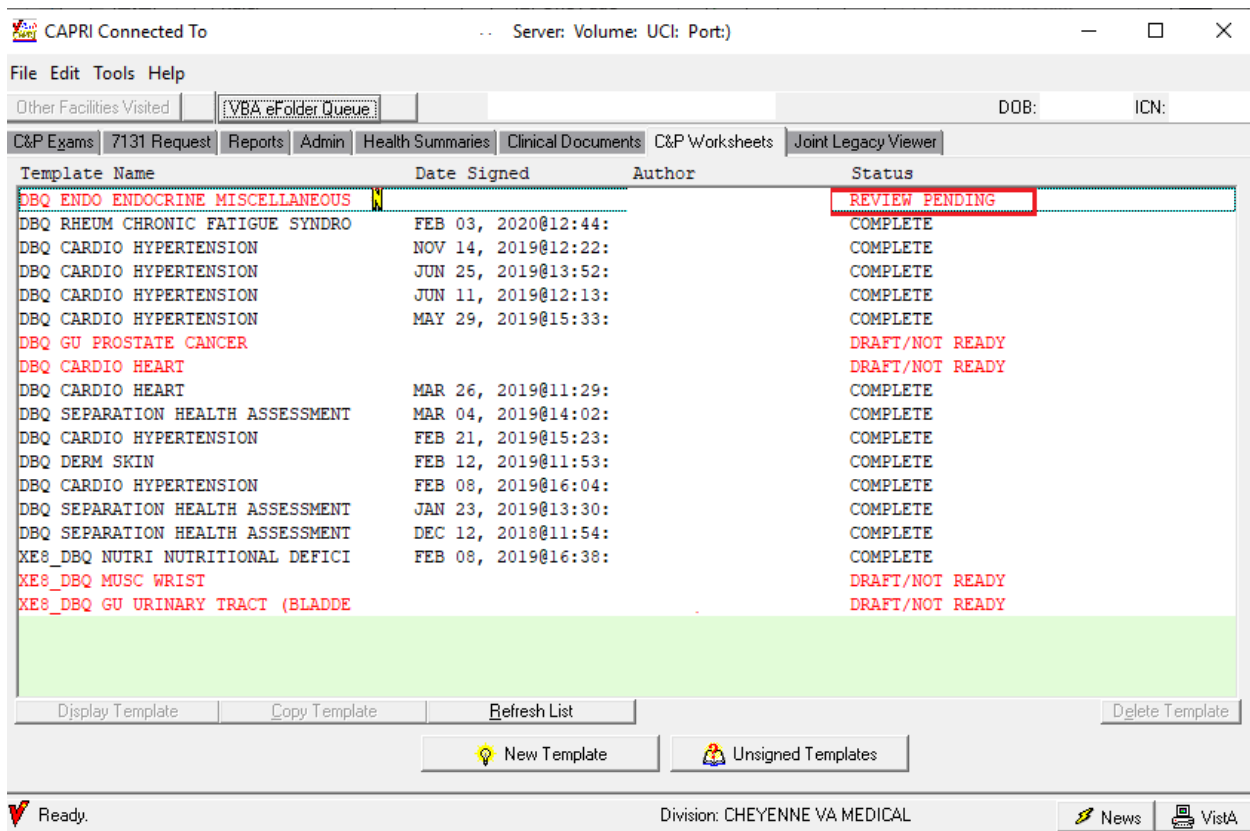 CAPRI Connected To .. Server: Volume: UCI: Port:)
File Edit Tools Help
Other Facilities Visited VBA eFolder Queue DOB: ICN:
C&P Exams 7131 Request Reports Admin Health Summaries Clinical Documents C&P Worksheets Joint Legacy Viewer
Template Name Date Signed Author Status
DBQ ENDO ENDOCRINE MISCELLANEOUS N REVIEW PENDING
DBQ RHEUM CHRONIC FATIGUE SYNDRO FEB 03, 2020@12:44: COMPLETE
DBQ CARDIO HYPERTENSION NOV 14, 2019@12:22: COMPLETE
DBQ CARDIO HYPERTENSION JUN 25, 2019@13:52: COMPLETE
DBQ CARDIO HYPERTENSION JUN 11, 2019@12:13: COMPLETE
DBQ CARDIO HYPERTENSION MAY 29, 2019@15:33: COMPLETE
DBQ GU PROSTATE CANCER DRAFT/NOT READY
DBQ CARDIO HEART DRAFT/NOT READY
DBQ CARDIO HEART MAR 26, 2019@11:29: COMPLETE
DBQ SEPARATION HEALTH ASSESSMENT MAR 04, 2019@14:02: COMPLETE
DBQ CARDIO HYPERTENSION FEB 21, 2019@15:23: COMPLETE
DBQ DERM SKIN FEB 12, 2019@11:53: COMPLETE
DBQ CARDIO HYPERTENSION FEB 08, 2019@16:04: COMPLETE
DBQ SEPARATION HEALTH ASSESSMENT JAN 23, 2019@13:30: COMPLETE
DBQ SEPARATION HEALTH ASSESSMENT DEC 12, 2018@11:54: COMPLETE
XE8_DBQ NUTRI NUTRITIONAL DEFICI FEB 08, 2019@16:38: COMPLETE
XE8_DBQ MUSC WRIST DRAFT/NOT READY
XE8_DBQ GU URINARY TRACT (BLADDE DRAFT/NOT READY
Display Template Copy Template Refresh List Delete Template
New Template Unsigned Templates
Ready. Division: CHEYENNE VA MEDICAL News VistA